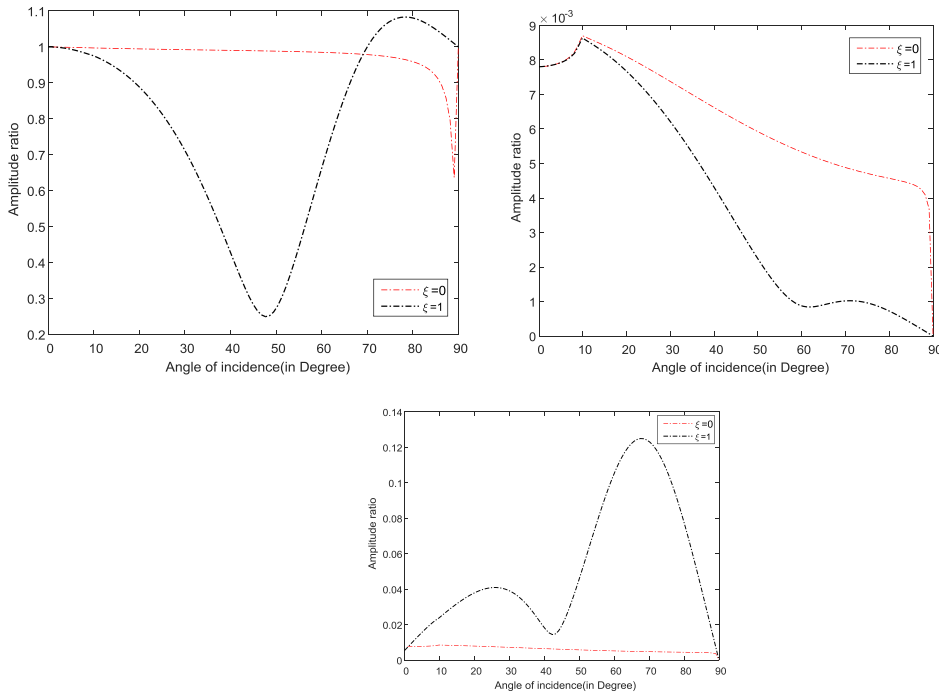 1.1
1
0.9
0.8
0.7
0.6
0.5
0.4
0.3
0.2
Amplitude ratio
ξ=0
ξ=1
0 10 20 30 40 50 60 70 80 90
Angle of incidence(in Degree)
× 10⁻³
9
8
7
6
5
4
3
2
1
0
Amplitude ratio
ξ=0
ξ=1
0 10 20 30 40 50 60 70 80 90
Angle of incidence(in Degree)
0.14
0.12
0.1
0.08
0.06
0.04
0.02
0
Amplitude ratio
ξ=0
ξ=1
0 10 20 30 40 50 60 70 80 90
Angle of incidence(in Degree)